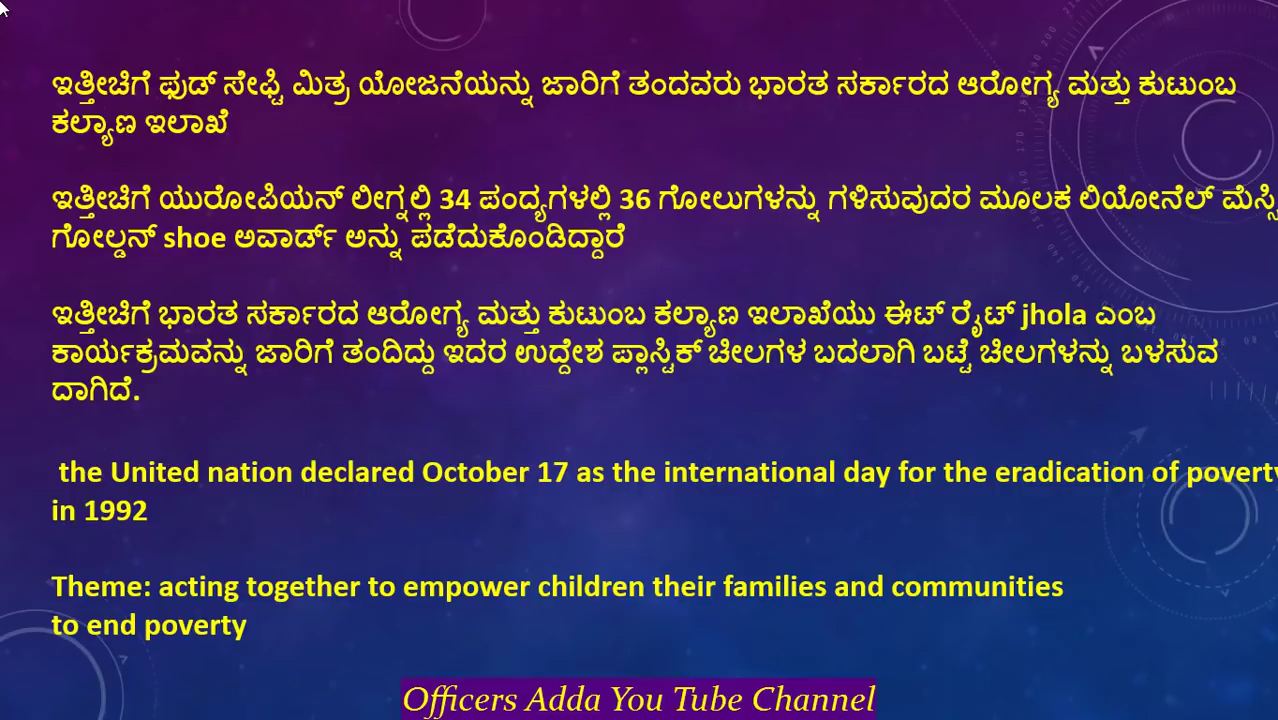 ಇತ್ತೀಚಿಗೆ ಫುಡ್ ಸೇಫ್ಟಿ ಮಿತ್ರ ಯೋಜನೆಯನ್ನು ಜಾರಿಗೆ ತಂದವರು ಭಾರತ ಸರ್ಕಾರದ ಆರೋಗ್ಯ ಮತ್ತು ಕುಟುಂಬ
ಕಲ್ಯಾಣ ಇಲಾಖೆ
ಇತ್ತೀಚಿಗೆ ಯುರೋಪಿಯನ್ ಲೀಗ್ನಲ್ಲಿ 34 ಪಂದ್ಯಗಳಲ್ಲಿ 36 ಗೋಲುಗಳನ್ನು ಗಳಿಸುವುದರ ಮೂಲಕ ಲಿಯೋನೆಲ್ ಮೆಸ್ಸಿ
ಗೋಲ್ಡನ್ shoe ಅವಾರ್ಡ್ ಅನ್ನು ಪಡೆದುಕೊಂಡಿದ್ದಾರೆ
ಇತ್ತೀಚಿಗೆ ಭಾರತ ಸರ್ಕಾರದ ಆರೋಗ್ಯ ಮತ್ತು ಕುಟುಂಬ ಕಲ್ಯಾಣ ಇಲಾಖೆಯು ಈಟ್ ರೈಟ್ jhola ಎಂಬ
ಕಾರ್ಯಕ್ರಮವನ್ನು ಜಾರಿಗೆ ತಂದಿದ್ದು ಇದರ ಉದ್ದೇಶ ಪ್ಲಾಸ್ಟಿಕ್ ಚೀಲಗಳ ಬದಲಾಗಿ ಬಟ್ಟೆ ಚೀಲಗಳನ್ನು ಬಳಸುವ
ದಾಗಿದೆ.
the United nation declared October 17 as the international day for the eradication of poverty
in 1992
Theme: acting together to empower children their families and communities
to end poverty
Officers Adda You Tube Channel